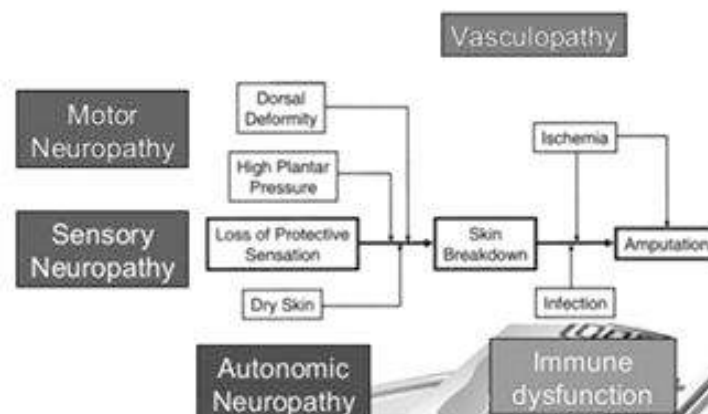 Vasculopathy
Motor
Neuropathy
Dorsal
Deformity
High Plantar
Pressure
Ischemia
Sensory
Neuropathy
Loss of Protective
Sensation
Skin
Breakdown
Amputation
Dry Skin
Infection
Autonomic
Neuropathy
Immune
dysfunction